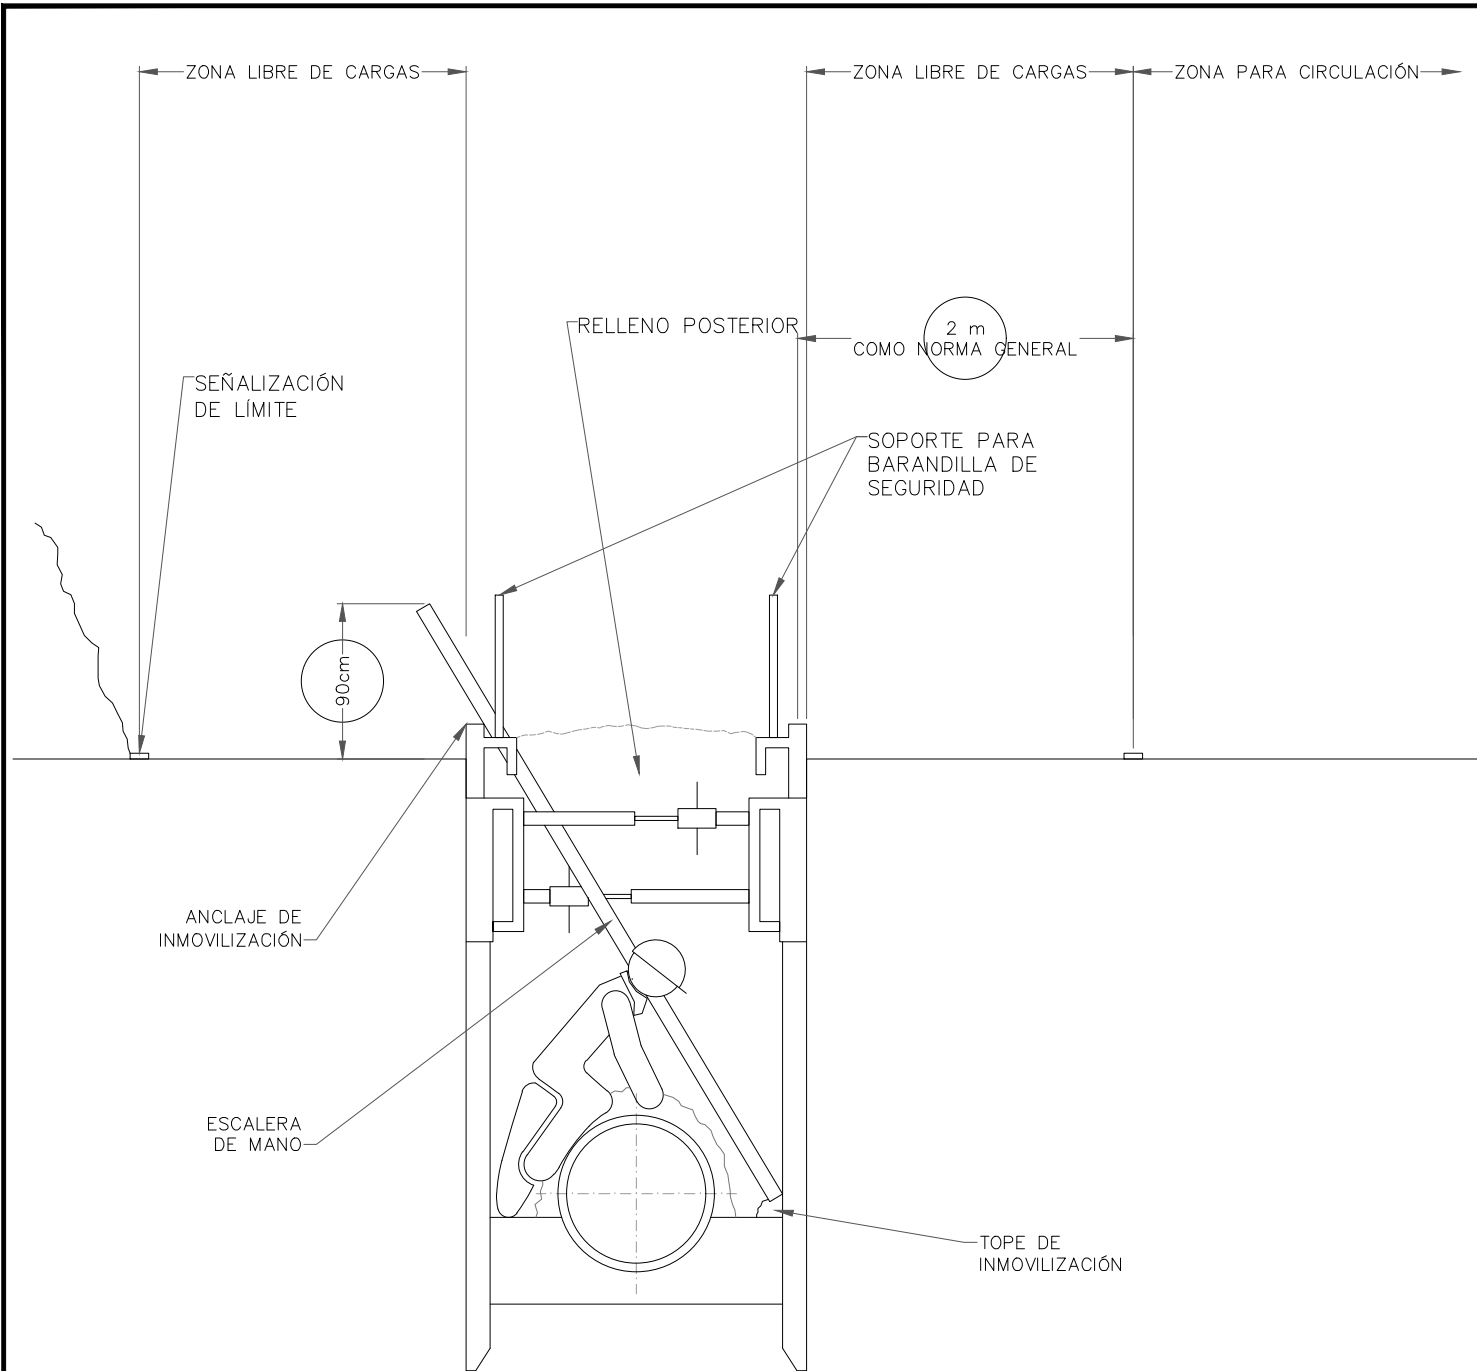 ZONA LIBRE DE CARGAS
ZONA LIBRE DE CARGAS
ZONA PARA CIRCULACIÓN
RELLENO POSTERIOR
2 m
COMO NORMA GENERAL
SEÑALIZACIÓN
DE LÍMITE
SOPORTE PARA
BARANDILLA DE
SEGURIDAD
90cm
ANCLAJE DE
INMOVILIZACIÓN
ESCALERA
DE MANO
TOPE DE
INMOVILIZACIÓN